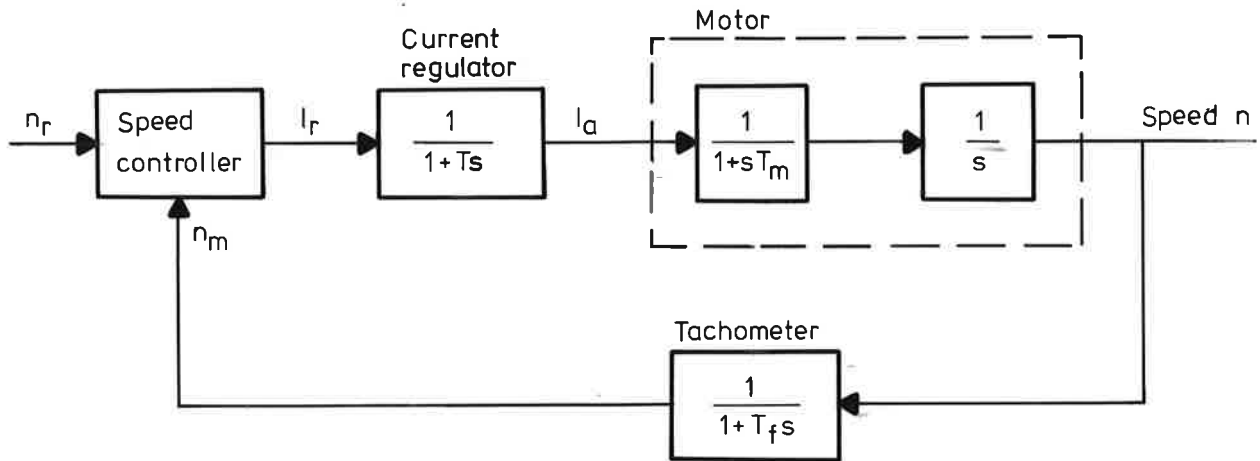 Motor
Current
regulator
n_r
Speed
controller
I_r
1
1 + Ts
I_a
1
1+sT_m
1
s
Speed n
n_m
Tachometer
1
1+T_f s